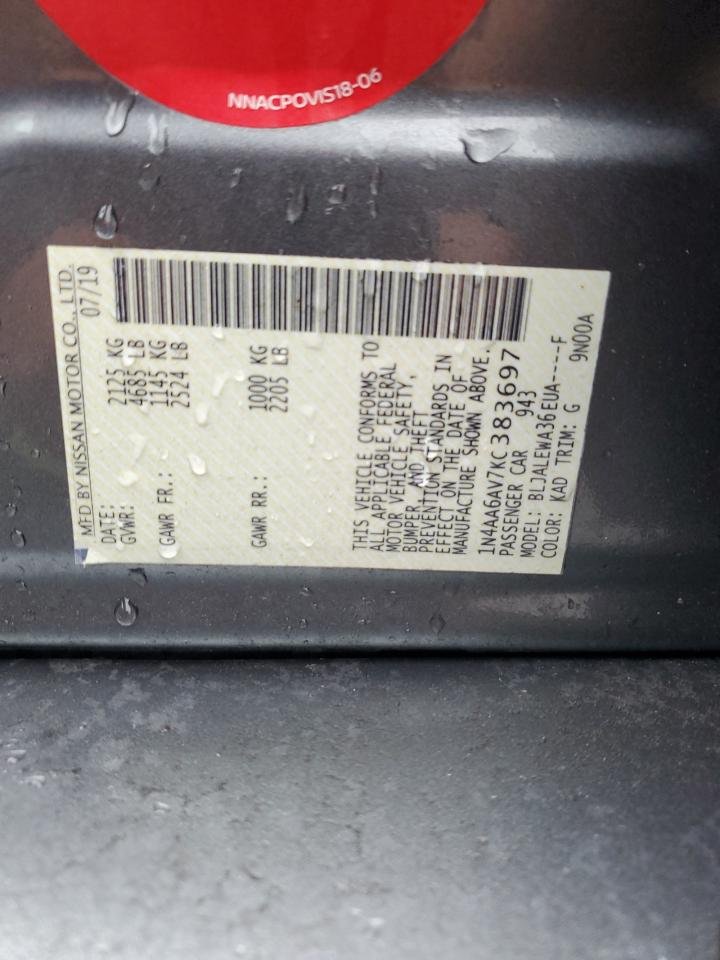 NNACPOVIS18-06
MFD BY NISSAN MOTOR CO., LTD.
DATE: 07/19
GVWR: 2125 KG
4685 LB
GAWR FR.: 1145 KG
2524 LB
GAWR RR.: 1000 KG
2205 LB
THIS VEHICLE CONFORMS TO
ALL APPLICABLE FEDERAL
MOTOR VEHICLE SAFETY,
BUMPER, AND THEFT
PREVENTION STANDARDS IN
EFFECT ON THE DATE OF
MANUFACTURE SHOWN ABOVE.
1N4AA6AV7KC383697
PASSENGER CAR 943
MODEL: BLJALEWA36EUA----F
COLOR: KAD TRIM: G 9N00A